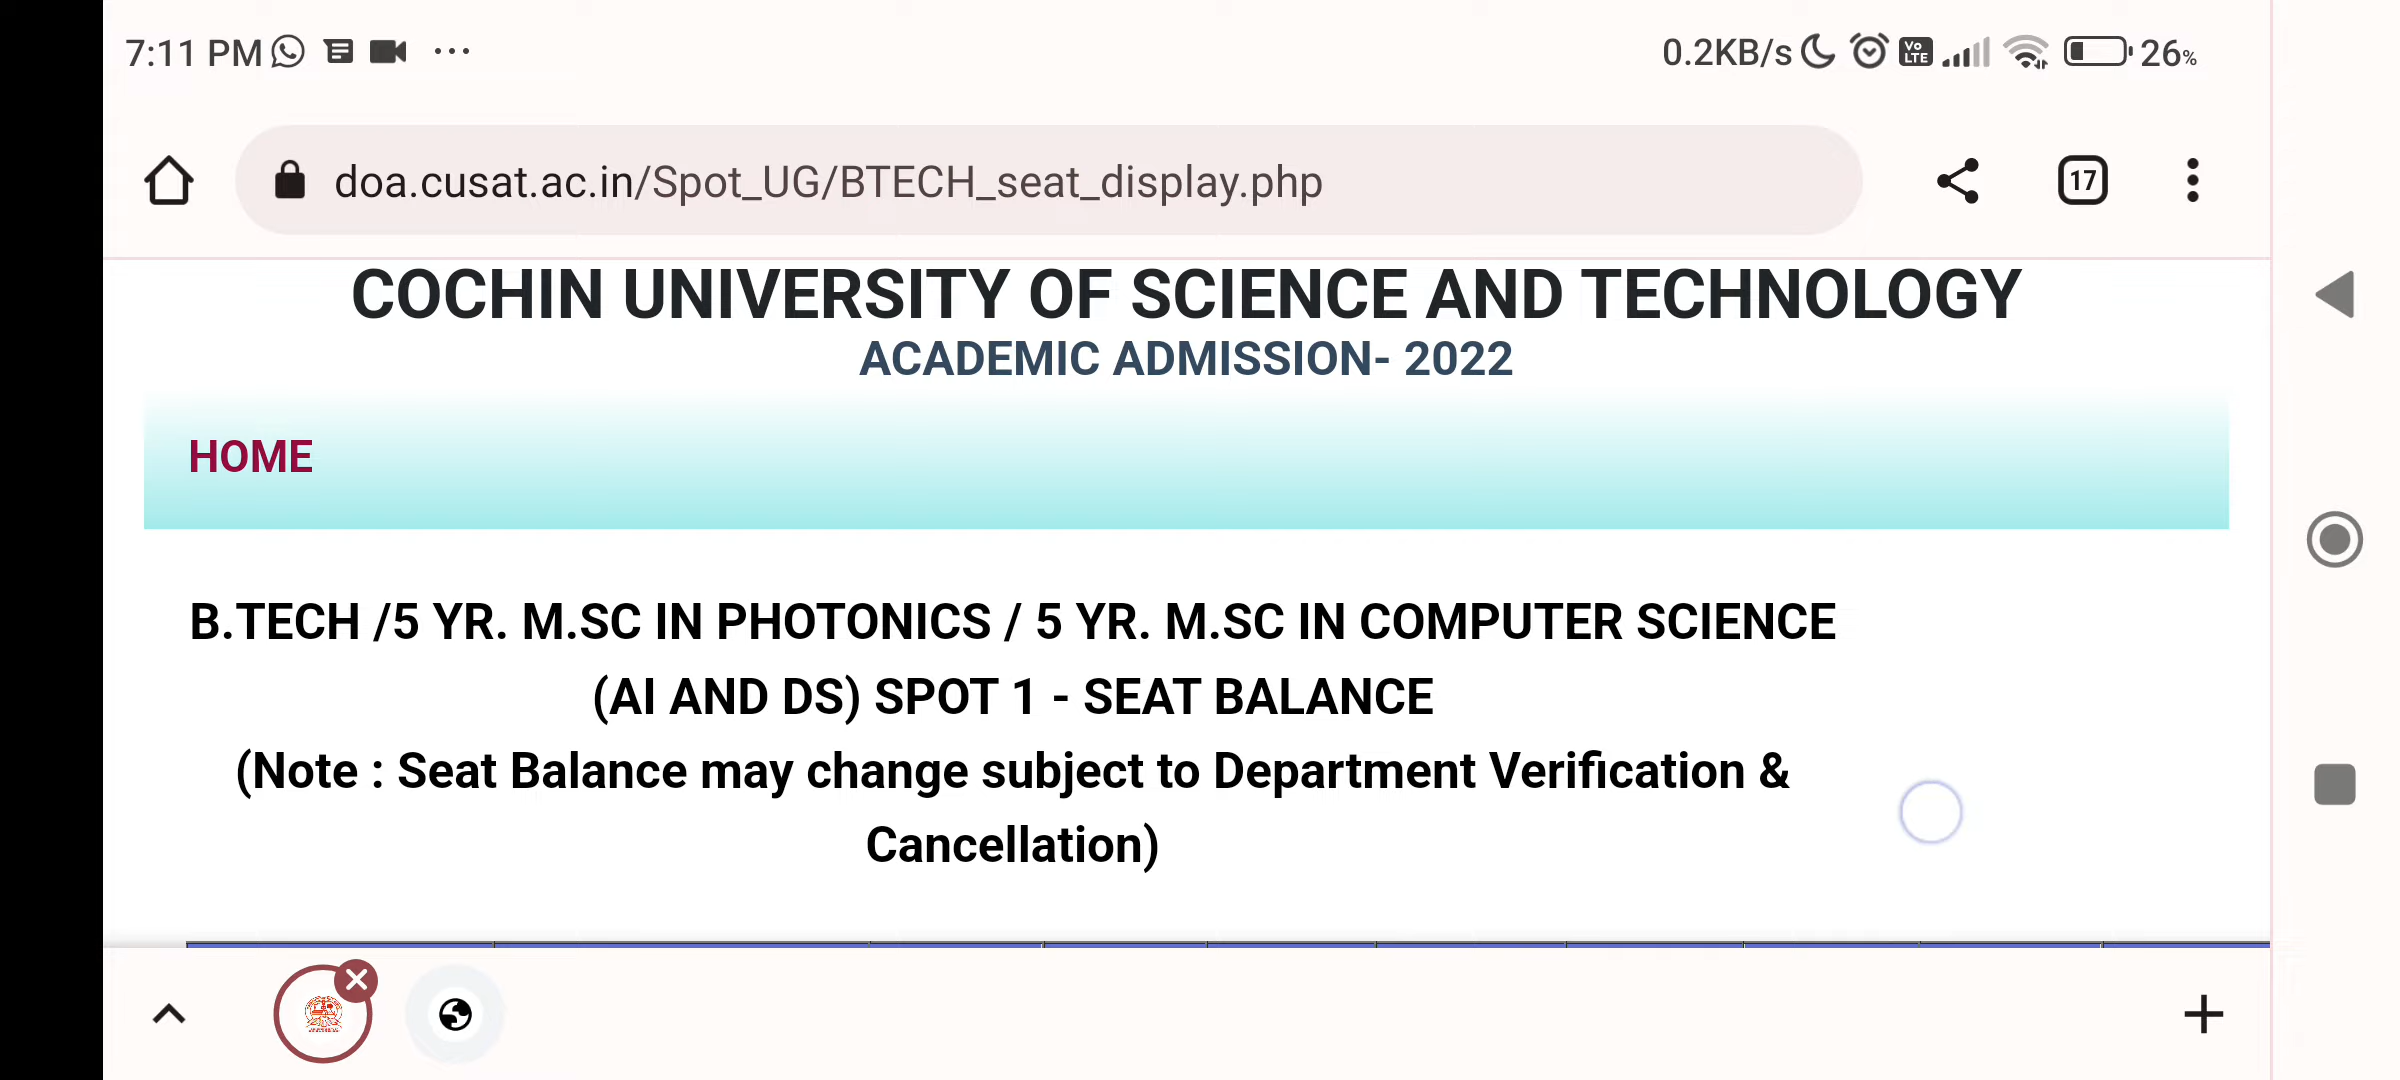 7:11 PM
0.2KB/s Vo LTE 26%
doa.cusat.ac.in/Spot_UG/BTECH_seat_display.php
17
COCHIN UNIVERSITY OF SCIENCE AND TECHNOLOGY
ACADEMIC ADMISSION- 2022
HOME
B.TECH /5 YR. M.SC IN PHOTONICS / 5 YR. M.SC IN COMPUTER SCIENCE
(AI AND DS) SPOT 1 - SEAT BALANCE
(Note : Seat Balance may change subject to Department Verification &
Cancellation)